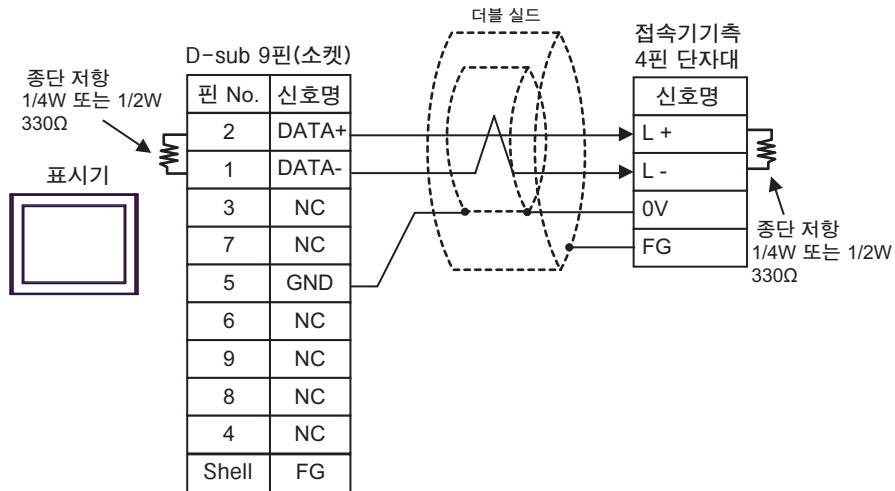 더블 실드
D-sub 9핀(소켓)
접속기기측
4핀 단자대
종단 저항
1/4W 또는 1/2W
330Ω
핀 No. 신호명
신호명
2 DATA+
L +
1 DATA-
L -
표시기
3 NC
0V
7 NC
FG
종단 저항
1/4W 또는 1/2W
330Ω
5 GND
6 NC
9 NC
8 NC
4 NC
Shell FG